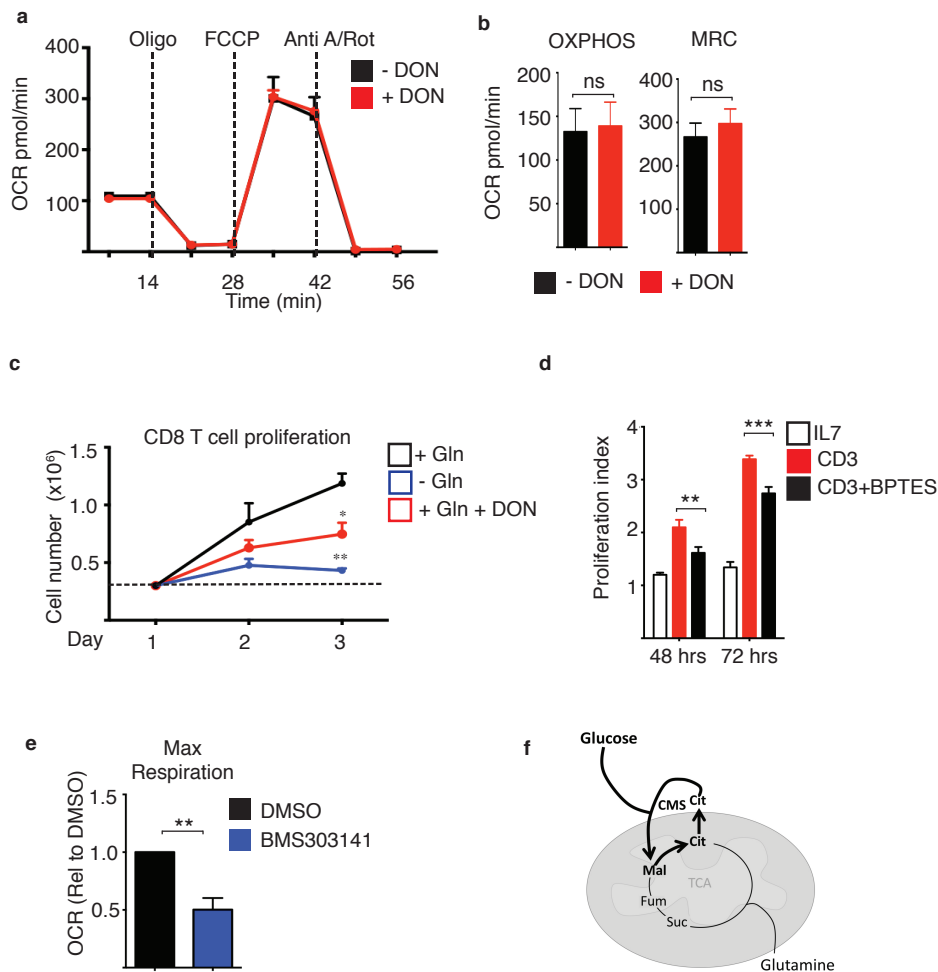 a
Oligo FCCP Anti A/Rot
- DON
+ DON
OCR pmol/min
400
300
200
100
14 28 42 56
Time (min)
b
OXPHOS MRC
ns ns
OCR pmol/min
200
150
100
50
400
300
200
100
- DON + DON
c
CD8 T cell proliferation
+ Gln
- Gln
+ Gln + DON
Cell number (x10⁶)
1.5
1.0
0.5
*
**
Day 1 2 3
d
IL7
CD3
CD3+BPTES
Proliferation index
4
3
2
1
** ***
48 hrs 72 hrs
e
Max
Respiration
DMSO
BMS303141
OCR (Rel to DMSO)
1.5
1.0
0.5
**
f
Glucose
CMS Cit
Cit
Mal
TCA
Fum
Suc
Glutamine